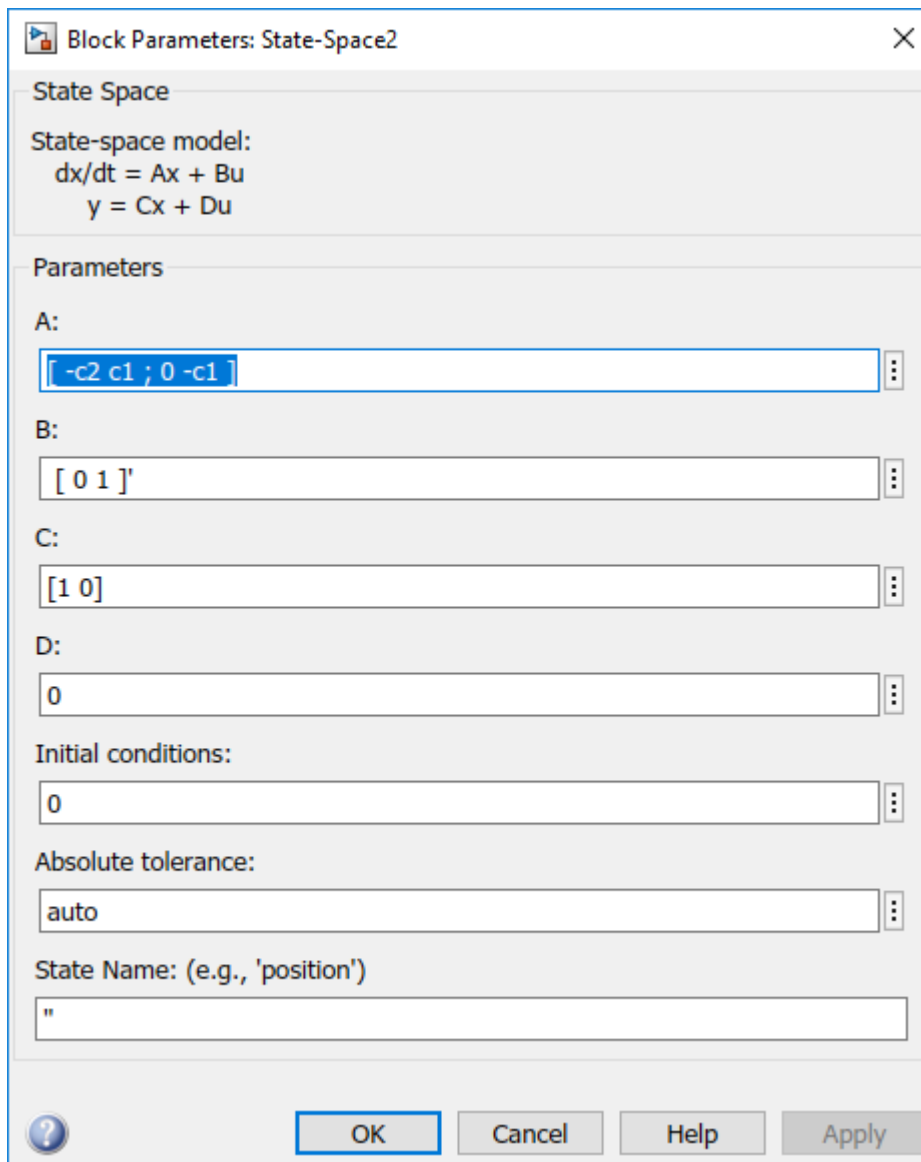 Block Parameters: State-Space2
State Space
State-space model:
dx/dt = Ax + Bu
y = Cx + Du
Parameters
A:
[ -c2 c1 ; 0 -c1 ]
B:
[ 0 1 ]'
C:
[1 0]
D:
0
Initial conditions:
0
Absolute tolerance:
auto
State Name: (e.g., 'position')
''
OK Cancel Help Apply